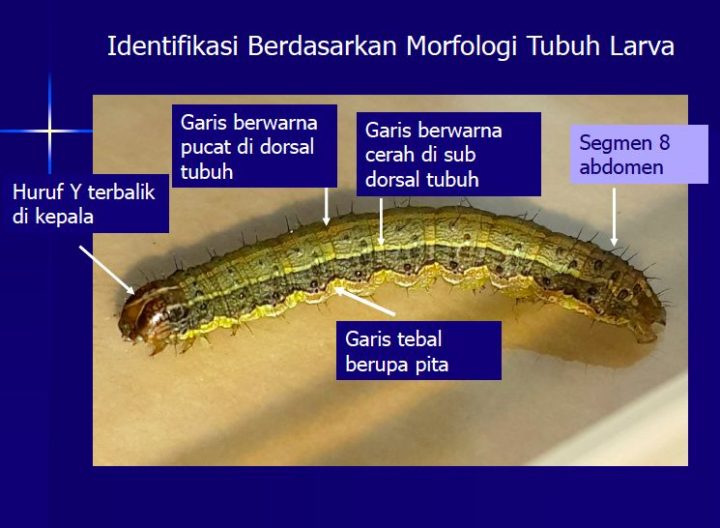 Identifikasi Berdasarkan Morfologi Tubuh Larva
Garis berwarna
pucat di dorsal
tubuh
Garis berwarna
cerah di sub
dorsal tubuh
Segmen 8
abdomen
Huruf Y terbalik
di kepala
Garis tebal
berupa pita